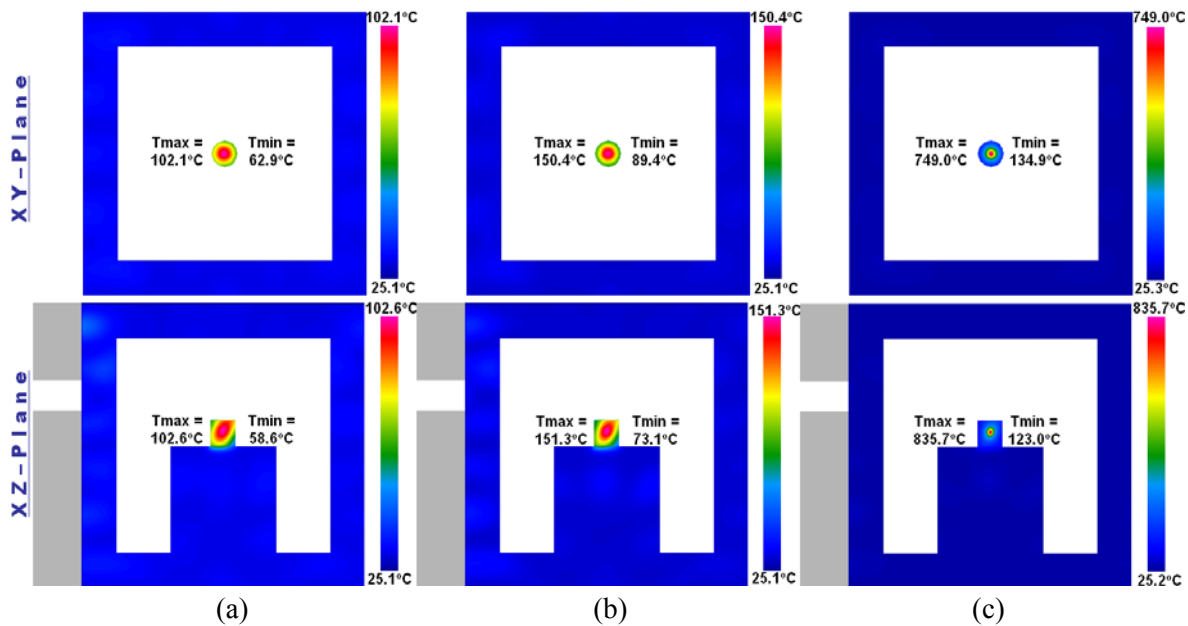 XY-Plane
102.1°C
Tmax =
102.1°C
Tmin =
62.9°C
25.1°C
150.4°C
Tmax =
150.4°C
Tmin =
89.4°C
25.1°C
749.0°C
Tmax =
749.0°C
Tmin =
134.9°C
25.3°C
XZ-Plane
102.6°C
Tmax =
102.6°C
Tmin =
58.6°C
25.1°C
151.3°C
Tmax =
151.3°C
Tmin =
73.1°C
25.1°C
835.7°C
Tmax =
835.7°C
Tmin =
123.0°C
25.2°C
(a)
(b)
(c)